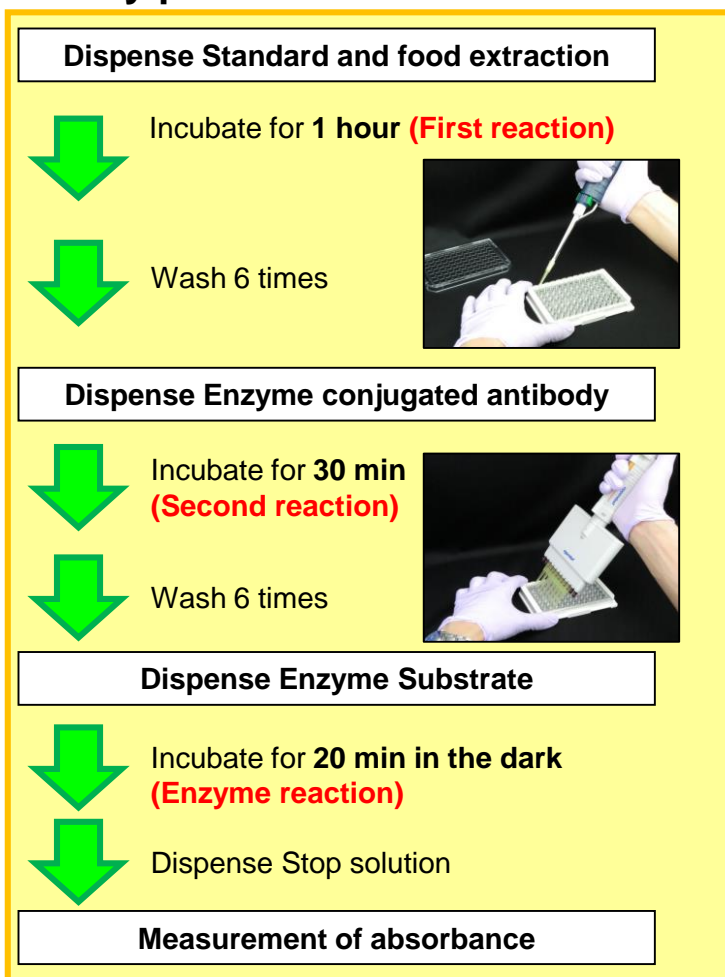 Dispense Standard and food extraction
Incubate for 1 hour (First reaction)
Wash 6 times
Dispense Enzyme conjugated antibody
Incubate for 30 min
(Second reaction)
Wash 6 times
Dispense Enzyme Substrate
Incubate for 20 min in the dark
(Enzyme reaction)
Dispense Stop solution
Measurement of absorbance